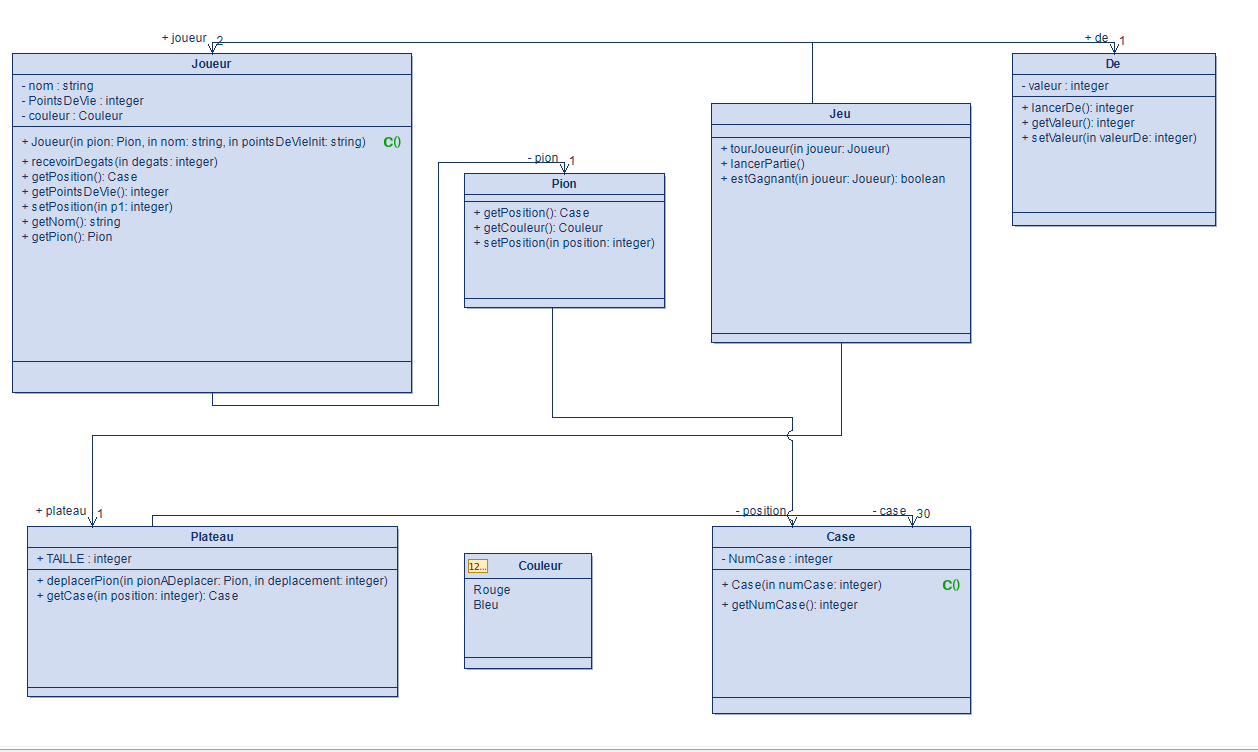 + joueur
2
Joueur
- nom : string
- PointsDeVie : integer
- couleur : Couleur
+ Joueur(in pion: Pion, in nom: string, in pointsDeVieInit: string)
C()
+ recevoirDegats(in degats: integer)
+ getPosition(): Case
+ getPointsDeVie(): integer
+ setPosition(in p1: integer)
+ getNom(): string
+ getPion(): Pion
- pion
1
Pion
+ getPosition(): Case
+ getCouleur(): Couleur
+ setPosition(in position: integer)
Jeu
+ tourJoueur(in joueur: Joueur)
+ lancerPartie()
+ estGagnant(in joueur: Joueur): boolean
+ de
1
De
- valeur : integer
+ lancerDe(): integer
+ getValeur(): integer
+ setValeur(in valeurDe: integer)
+ plateau
1
Plateau
+ TAILLE : integer
+ deplacerPion(in pionADeplacer: Pion, in deplacement: integer)
+ getCase(in position: integer): Case
12...
Couleur
Rouge
Bleu
- position
- case
30
Case
- NumCase : integer
+ Case(in numCase: integer)
C()
+ getNumCase(): integer